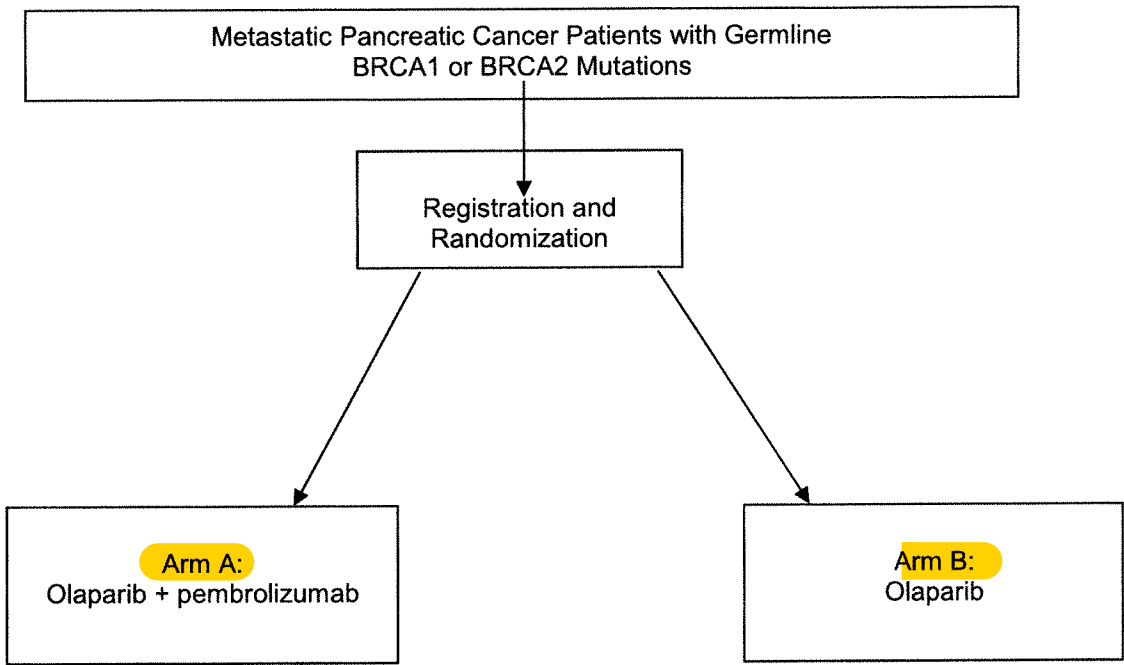 Metastatic Pancreatic Cancer Patients with Germline
BRCA1 or BRCA2 Mutations
Registration and
Randomization
Arm A:
Olaparib + pembrolizumab
Arm B:
Olaparib